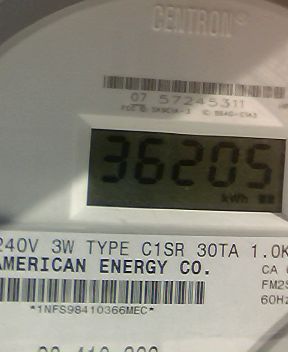 CENTRON®
07 57245311
36205
kWh
240V 3W TYPE C1SR 30TA 1.0K
AMERICAN ENERGY CO.
CA
FM2S
60Hz
*1NFS98410366MEC*